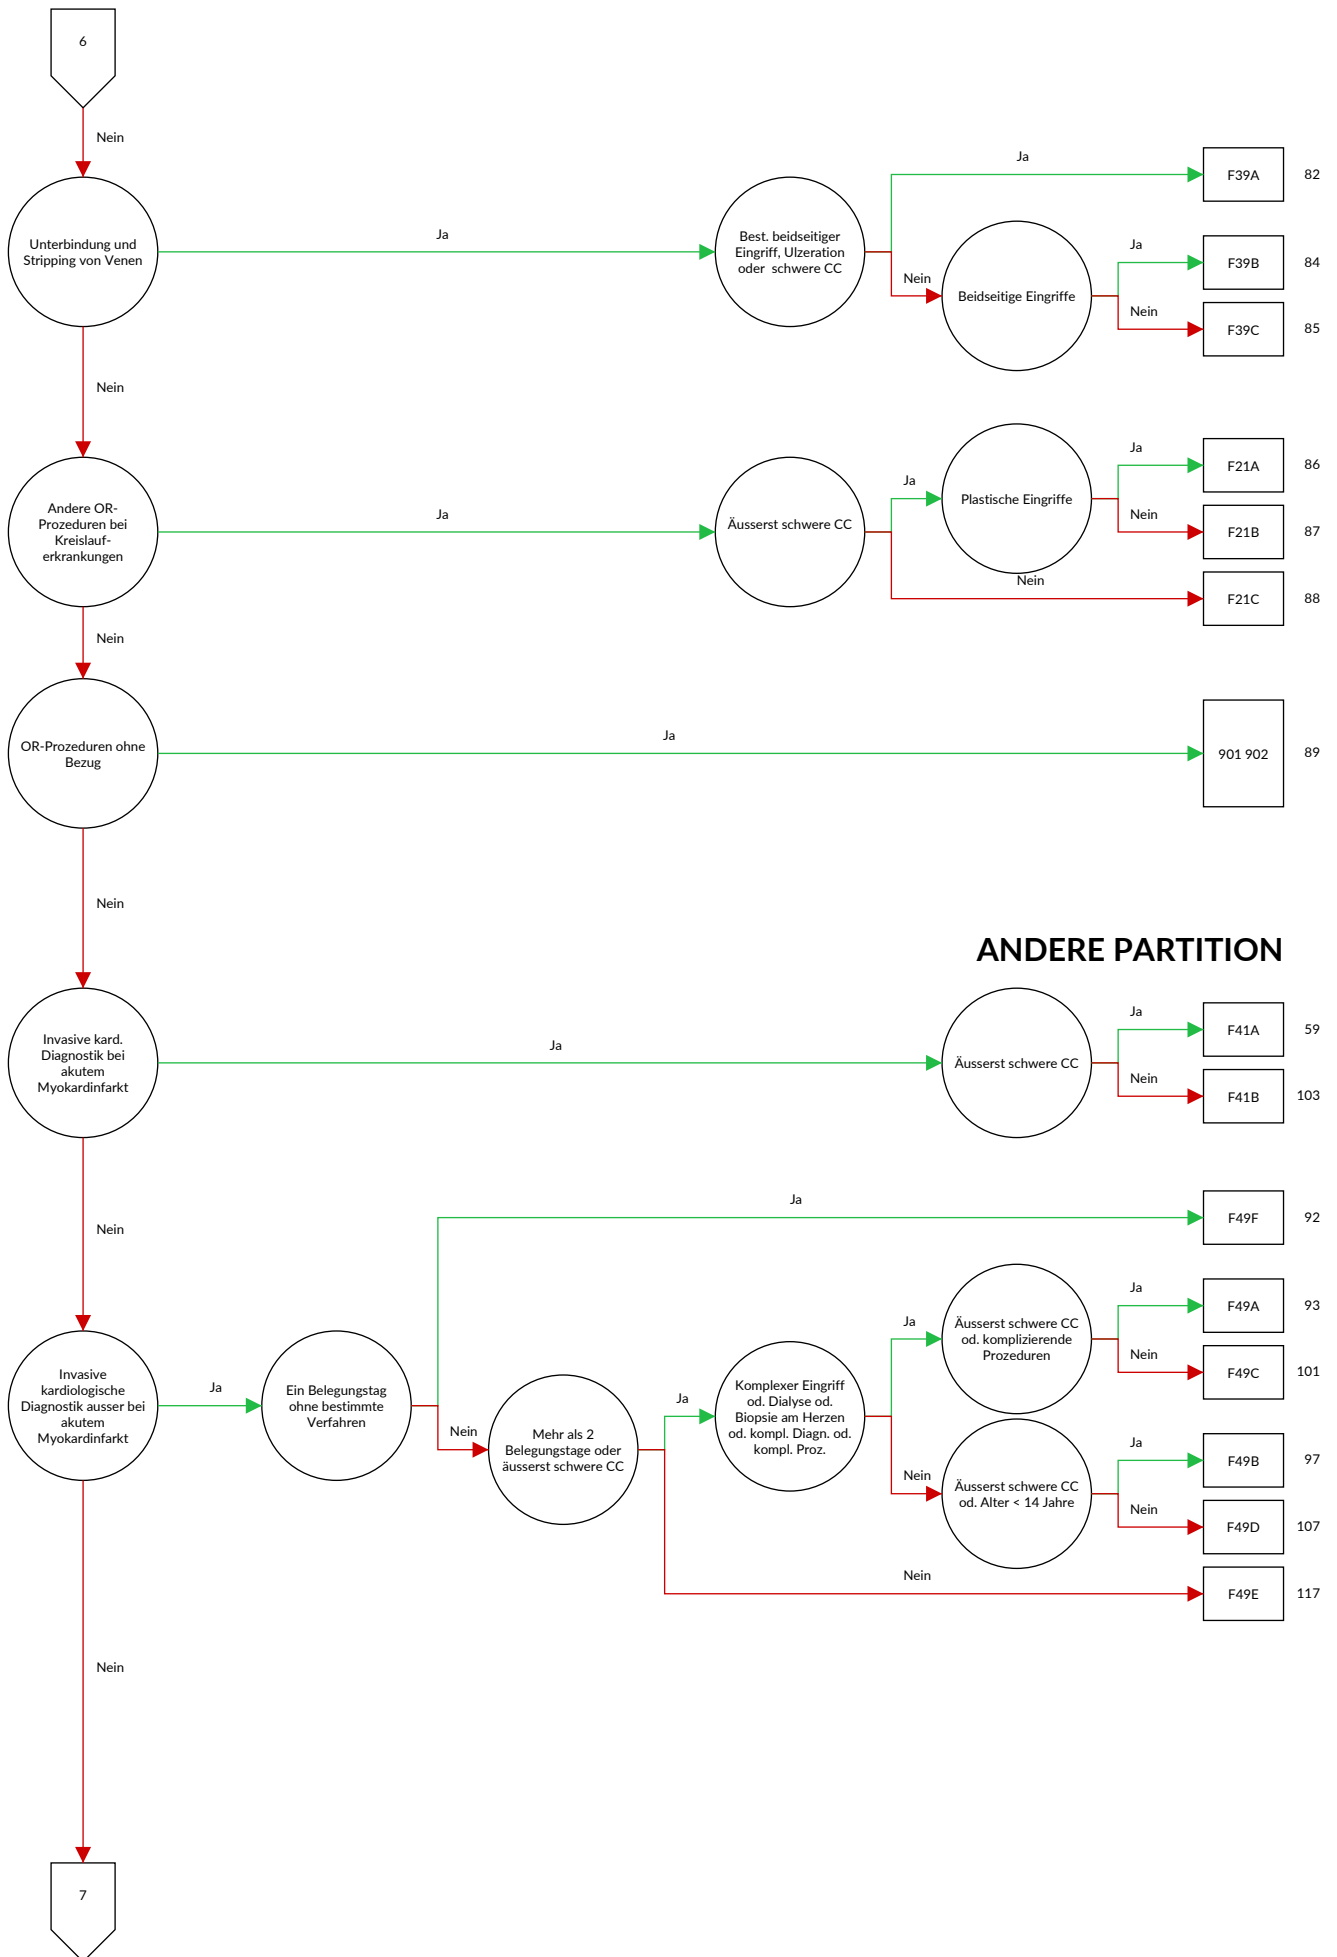 6
Nein
Unterbindung und
Stripping von Venen
Ja
Best. beidseitiger
Eingriff, Ulzeration
oder schwere CC
Ja
F39A
82
Nein
Beidseitige Eingriffe
Ja
F39B
84
Nein
F39C
85
Nein
Andere OR-
Prozeduren bei
Kreislauf-
erkrankungen
Ja
Äusserst schwere CC
Ja
Plastische Eingriffe
Ja
F21A
86
Nein
F21B
87
Nein
F21C
88
Nein
OR-Prozeduren ohne
Bezug
Ja
901 902
89
Nein
ANDERE PARTITION
Invasive kard.
Diagnostik bei
akutem
Myokardinfarkt
Ja
Äusserst schwere CC
Ja
F41A
59
Nein
F41B
103
Nein
Invasive
kardiologische
Diagnostik ausser bei
akutem
Myokardinfarkt
Ja
Ein Belegungstag
ohne bestimmte
Verfahren
Ja
F49F
92
Nein
Mehr als 2
Belegungstage oder
äusserst schwere CC
Ja
Komplexer Eingriff
od. Dialyse od.
Biopsie am Herzen
od. kompl. Diagn. od.
kompl. Proz.
Ja
Äusserst schwere CC
od. komplizierende
Prozeduren
Ja
F49A
93
Nein
F49C
101
Nein
Äusserst schwere CC
od. Alter < 14 Jahre
Ja
F49B
97
Nein
F49D
107
Nein
F49E
117
Nein
7